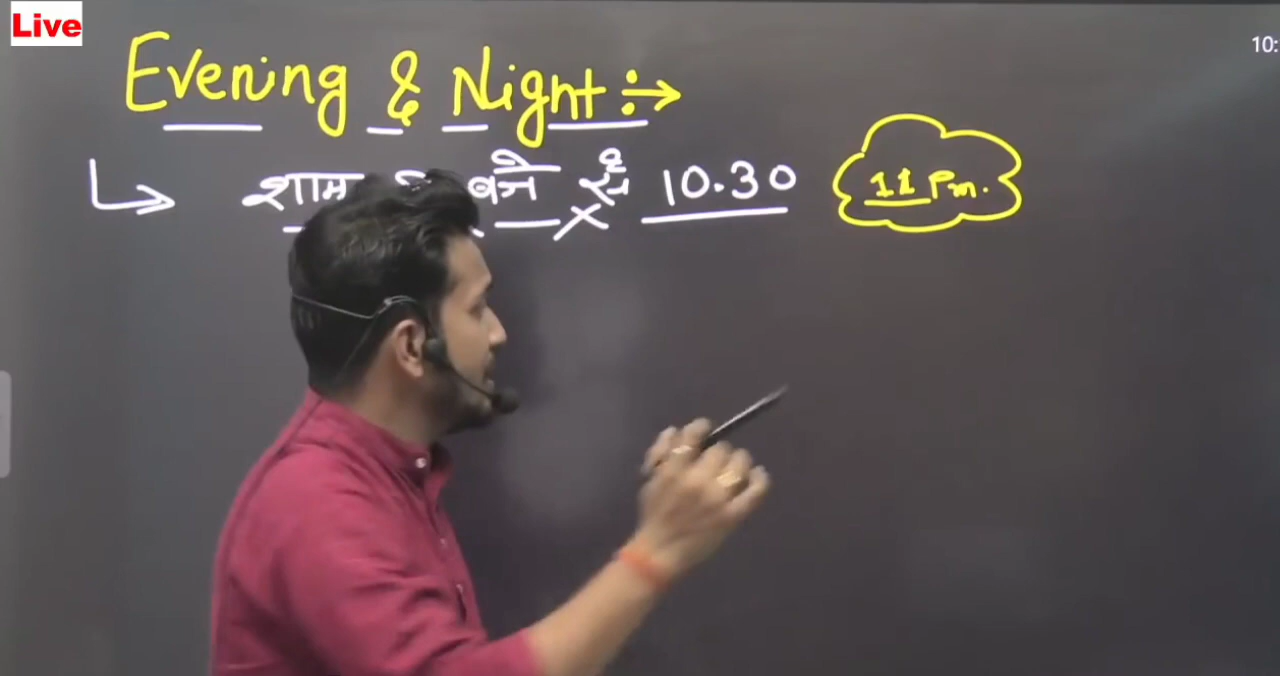 Live
10:
Evening & Night :→
↳ शाम बजे से 10.30
11 Pm.